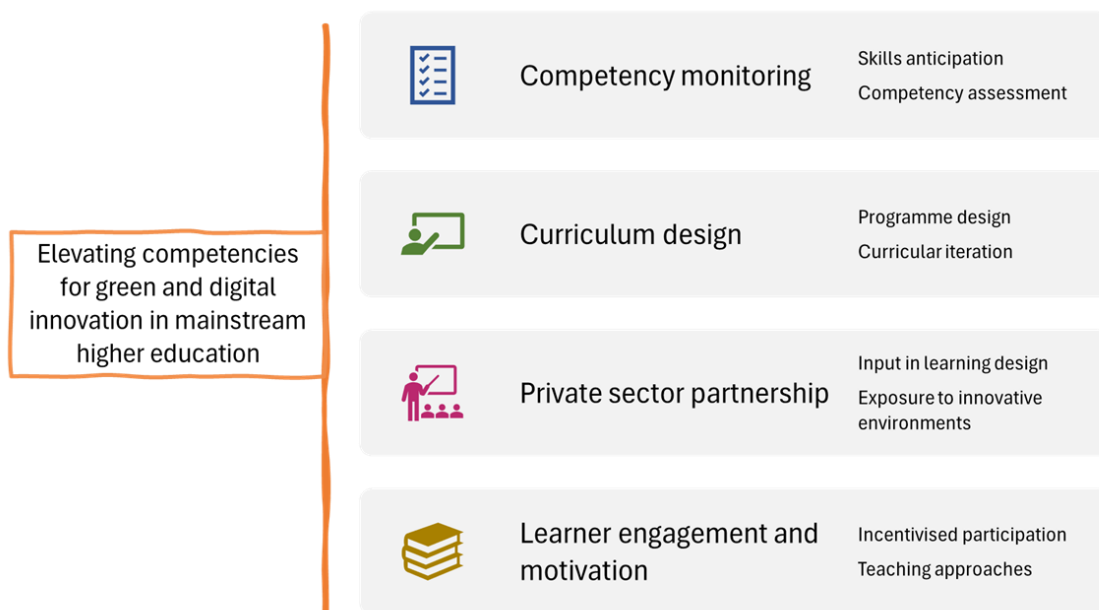 Elevating competencies
for green and digital
innovation in mainstream
higher education
Competency monitoring
Skills anticipation
Competency assessment
Curriculum design
Programme design
Curricular iteration
Private sector partnership
Input in learning design
Exposure to innovative
environments
Learner engagement and
motivation
Incentivised participation
Teaching approaches